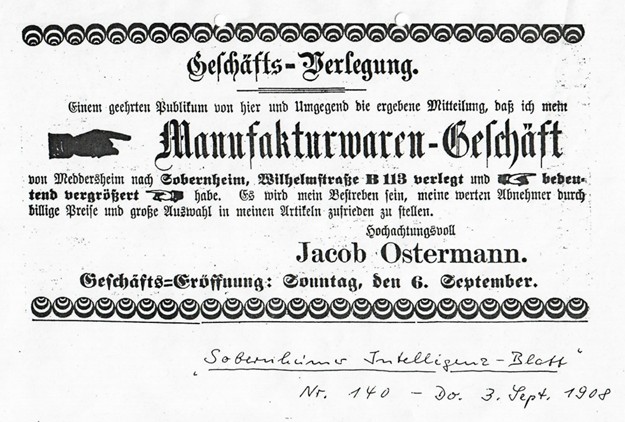 Geschäfts-Verlegung.
Einem geehrten Publikum von hier und Umgegend die ergebene Mitteilung, daß ich mein
Manufakturwaren-Geschäft
von Meddersheim nach Sobernheim, Wilhelmstraße B 113 verlegt und bedeu-
tend vergrößert habe. Es wird mein Bestreben sein, meine werten Abnehmer durch
billige Preise und große Auswahl in meinen Artikeln zufrieden zu stellen.
Hochachtungsvoll
Jacob Ostermann.
Geschäfts-Eröffnung: Sonntag, den 6. September.
"Sobernheimer Intelligenz-Blatt"
Nr. 140 - Do. 3. Sept. 1908